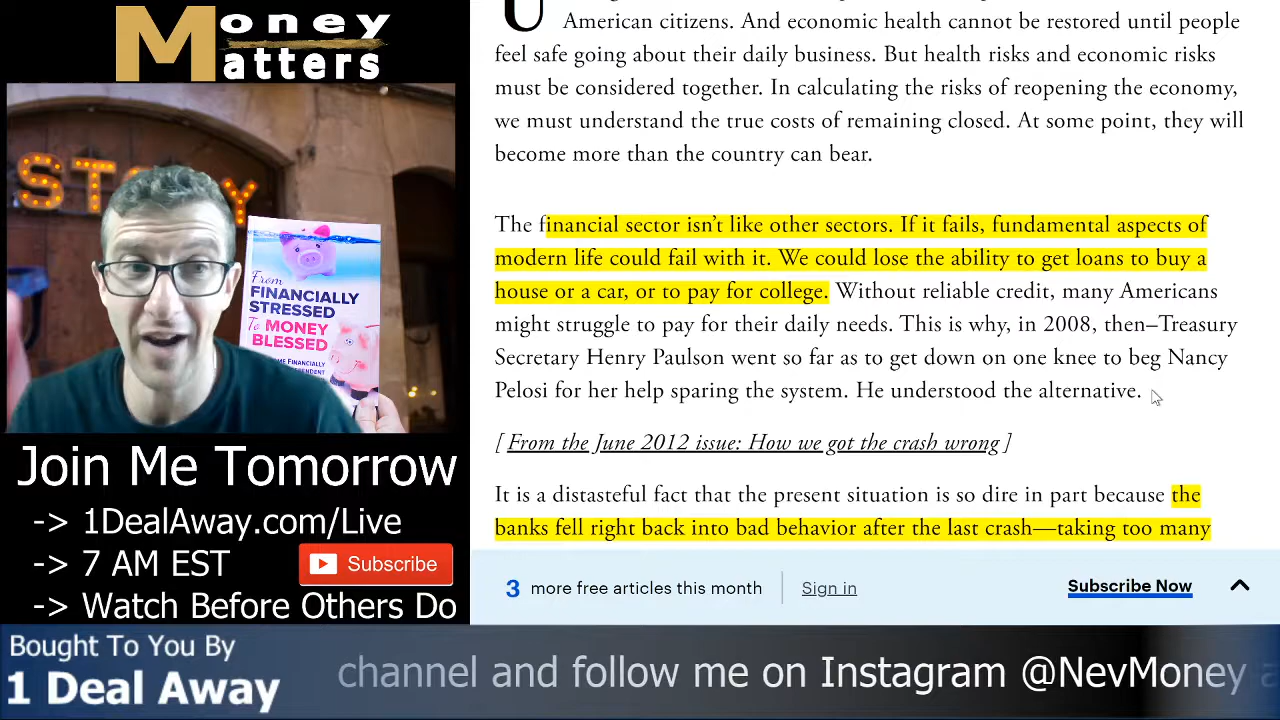 Money
Matters
STORY
From
FINANCIALLY
STRESSED
To MONEY
BLESSED
Join Me Tomorrow
-> 1DealAway.com/Live
-> 7 AM EST
Subscribe
-> Watch Before Others Do
U
American citizens. And economic health cannot be restored until people
feel safe going about their daily business. But health risks and economic risks
must be considered together. In calculating the risks of reopening the economy,
we must understand the true costs of remaining closed. At some point, they will
become more than the country can bear.
The financial sector isn’t like other sectors. If it fails, fundamental aspects of
modern life could fail with it. We could lose the ability to get loans to buy a
house or a car, or to pay for college. Without reliable credit, many Americans
might struggle to pay for their daily needs. This is why, in 2008, then–Treasury
Secretary Henry Paulson went so far as to get down on one knee to beg Nancy
Pelosi for her help sparing the system. He understood the alternative.
[ From the June 2012 issue: How we got the crash wrong ]
It is a distasteful fact that the present situation is so dire in part because the
banks fell right back into bad behavior after the last crash—taking too many
3 more free articles this month
Sign in
Subscribe Now
Bought To You By
1 Deal Away
channel and follow me on Instagram @NevMoney